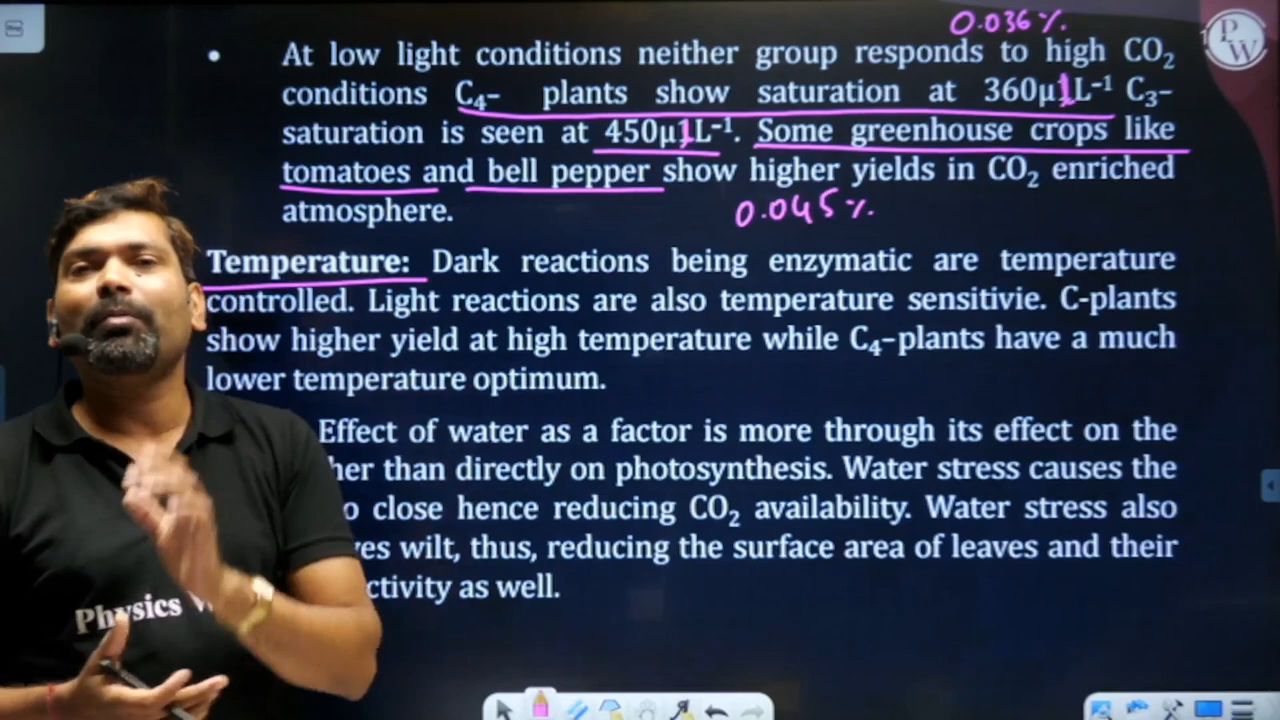 0.036%.
• At low light conditions neither group responds to high CO₂
conditions C₄- plants show saturation at 360μ1L⁻¹ C₃-
saturation is seen at 450μ1L⁻¹. Some greenhouse crops like
tomatoes and bell pepper show higher yields in CO₂ enriched
atmosphere.
0.045%.
Temperature: Dark reactions being enzymatic are temperature
controlled. Light reactions are also temperature sensitivie. C-plants
show higher yield at high temperature while C₄-plants have a much
lower temperature optimum.
Effect of water as a factor is more through its effect on the
than directly on photosynthesis. Water stress causes the
close hence reducing CO₂ availability. Water stress also
wilt, thus, reducing the surface area of leaves and their
as well.
Physics
PW